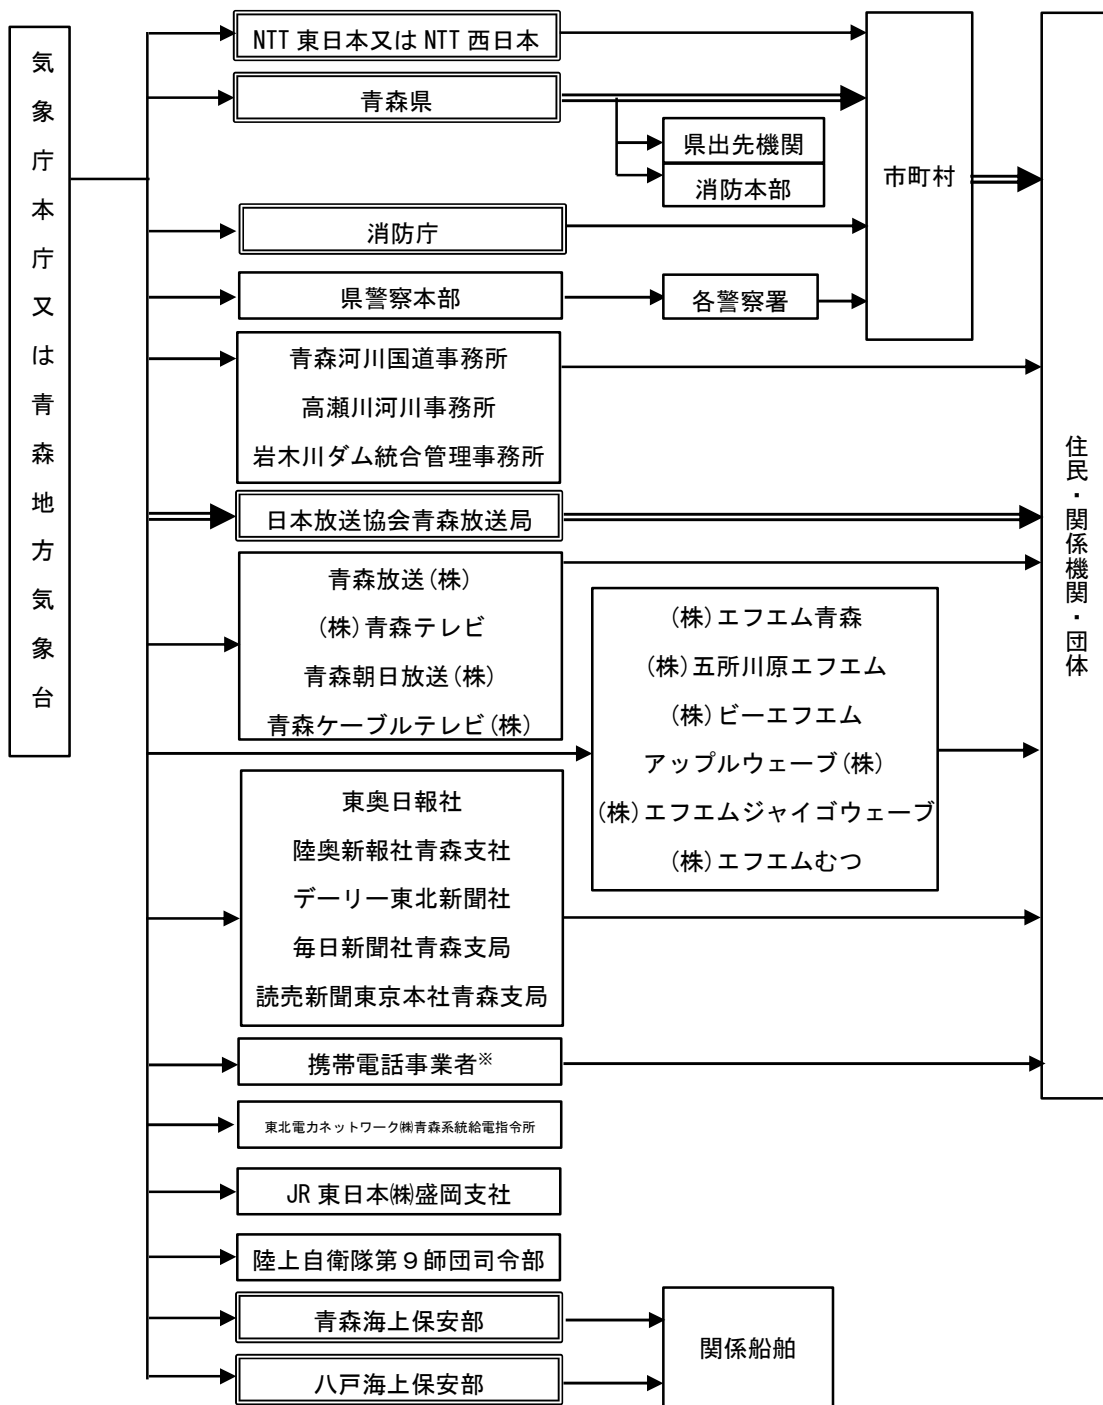 気象庁本庁又は青森地方気象台
NTT 東日本又は NTT 西日本
青森県
県出先機関
消防本部
市町村
消防庁
県警察本部
各警察署
青森河川国道事務所
高瀬川河川事務所
岩木川ダム統合管理事務所
日本放送協会青森放送局
青森放送(株)
(株)青森テレビ
青森朝日放送(株)
青森ケーブルテレビ(株)
(株)エフエム青森
(株)五所川原エフエム
(株)ビーエフエム
アップルウェーブ(株)
(株)エフエムジャイゴウェーブ
(株)エフエムむつ
東奥日報社
陸奥新報社青森支社
デーリー東北新聞社
毎日新聞社青森支局
読売新聞東京本社青森支局
携帯電話事業者※
東北電力ネットワーク㈱青森系統給電指令所
JR 東日本㈱盛岡支社
陸上自衛隊第９師団司令部
青森海上保安部
八戸海上保安部
関係船舶
住民・関係機関・団体